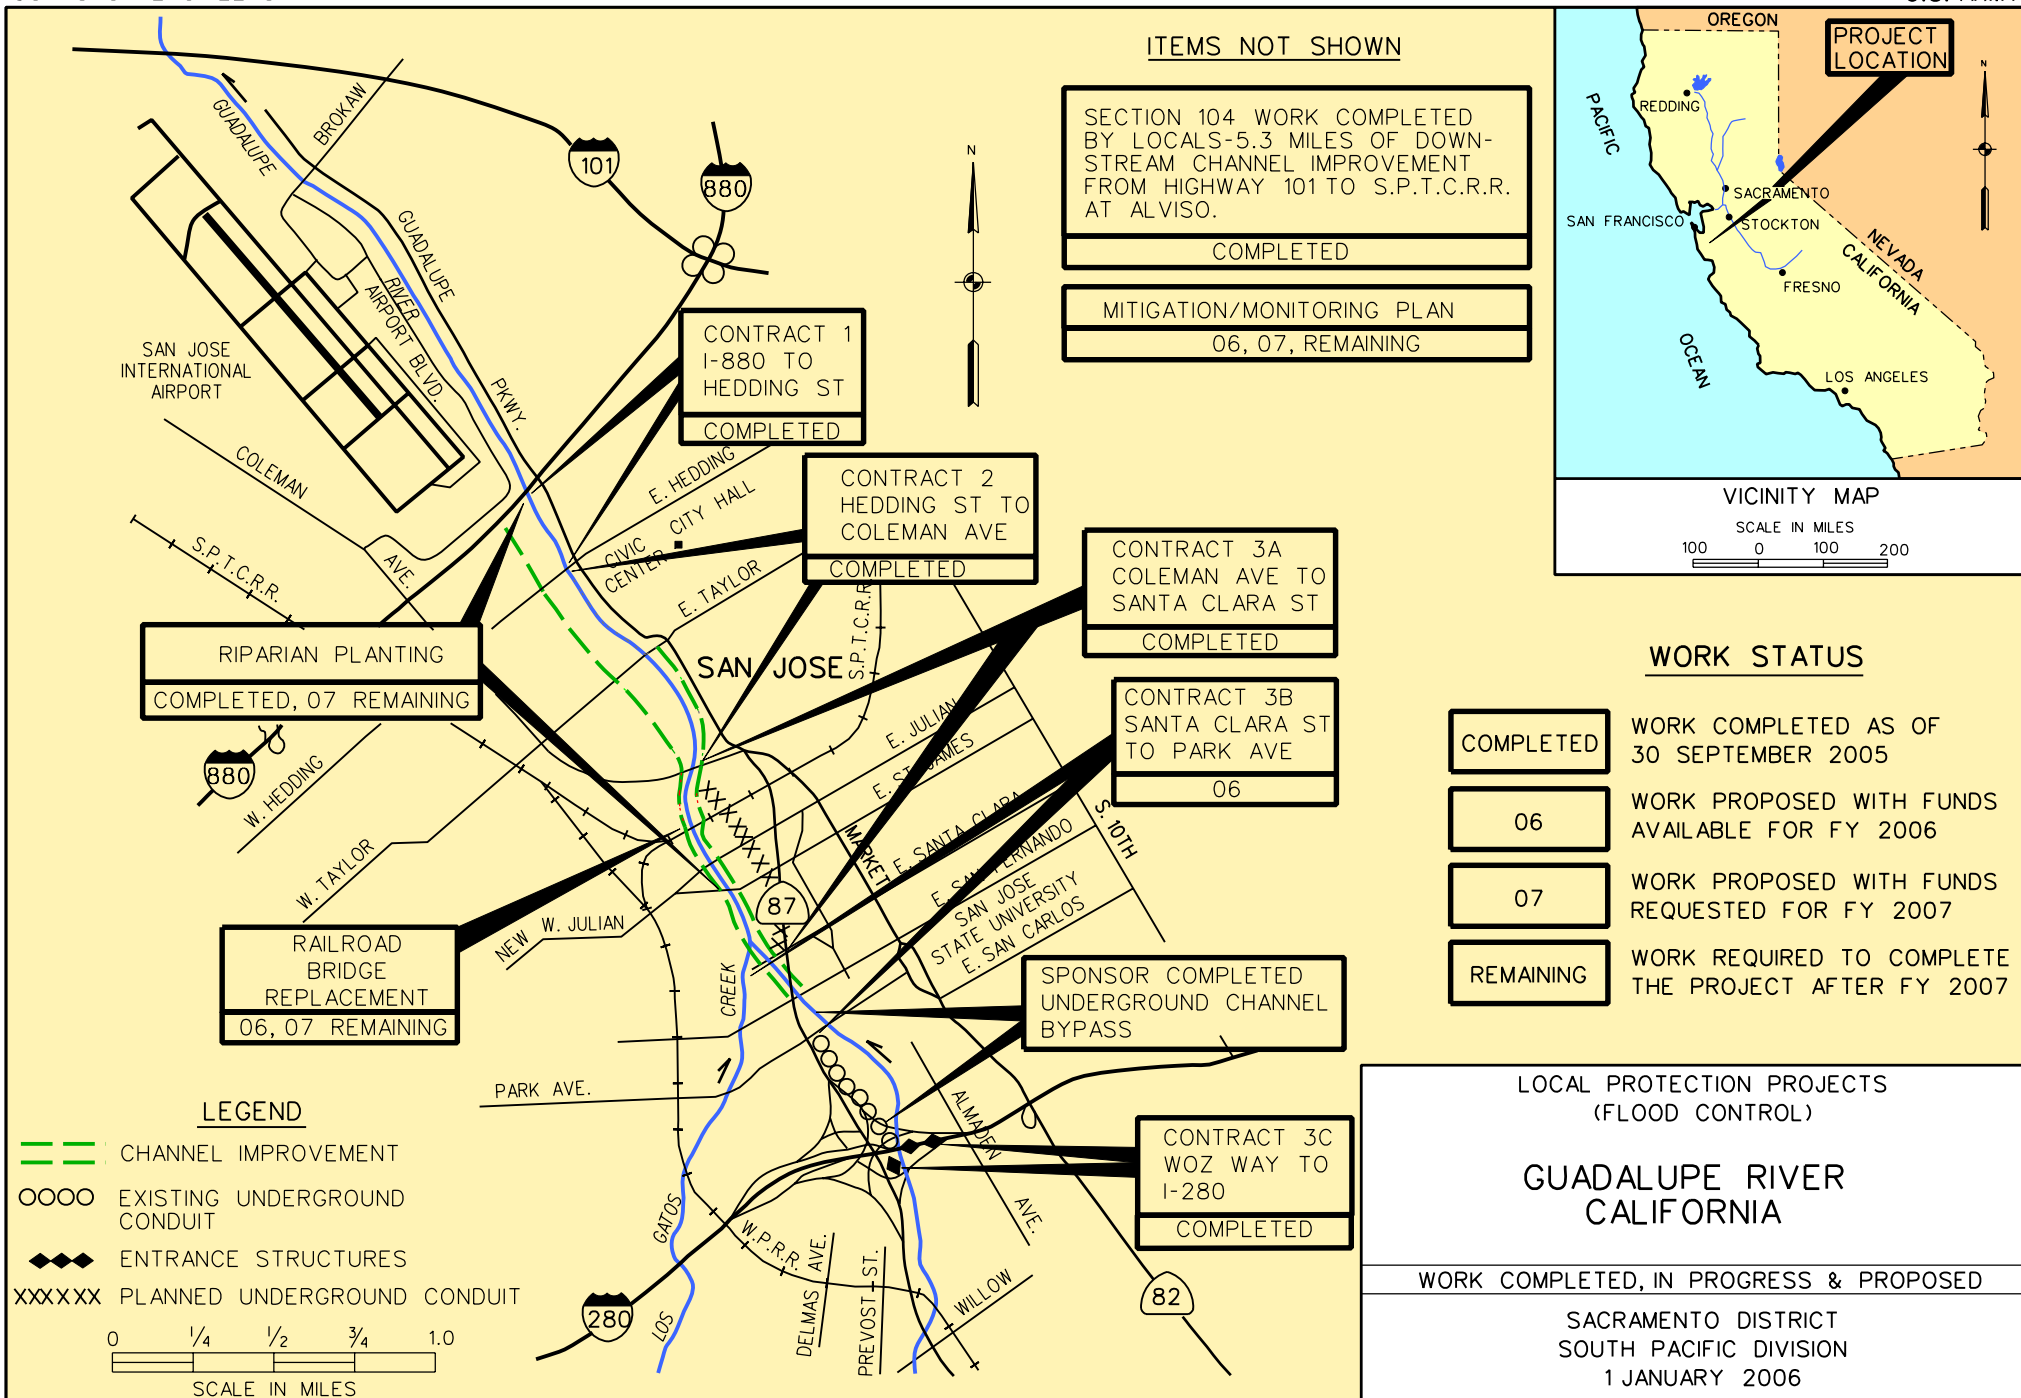 ITEMS NOT SHOWN
SECTION 104 WORK COMPLETED
BY LOCALS-5.3 MILES OF DOWN-
STREAM CHANNEL IMPROVEMENT
FROM HIGHWAY 101 TO S.P.T.C.R.R.
AT ALVISO.
COMPLETED
MITIGATION/MONITORING PLAN
06, 07, REMAINING
OREGON
PROJECT
LOCATION
N
PACIFIC
OCEAN
REDDING
SACRAMENTO
SAN FRANCISCO
STOCKTON
NEVADA
CALIFORNIA
FRESNO
LOS ANGELES
VICINITY MAP
SCALE IN MILES
100 0 100 200
N
GUADALUPE
RIVER
BROKAW
101
880
GUADALUPE
PKWY.
AIRPORT BLVD.
SAN JOSE
INTERNATIONAL
AIRPORT
COLEMAN
AVE.
S.P.T.C.R.R.
CONTRACT 1
I-880 TO
HEDDING ST
COMPLETED
E. HEDDING
CITY HALL
CIVIC
CENTER
E. TAYLOR
CONTRACT 2
HEDDING ST TO
COLEMAN AVE
COMPLETED
S.P.T.C.R.R.
CONTRACT 3A
COLEMAN AVE TO
SANTA CLARA ST
COMPLETED
RIPARIAN PLANTING
COMPLETED, 07 REMAINING
SAN JOSE
CONTRACT 3B
SANTA CLARA ST
TO PARK AVE
06
880
W. HEDDING
W. TAYLOR
E. JULIAN
E. ST. JAMES
E. SANTA CLARA
E. SAN FERNANDO
SAN JOSE
STATE UNIVERSITY
E. SAN CARLOS
MARKET
S. 10TH
87
NEW W. JULIAN
RAILROAD
BRIDGE
REPLACEMENT
06, 07 REMAINING
CREEK
GATOS
LOS
PARK AVE.
SPONSOR COMPLETED
UNDERGROUND CHANNEL
BYPASS
ALMADEN
AVE.
CONTRACT 3C
WOZ WAY TO
I-280
COMPLETED
W.P.R.R.
DELMAS AVE.
PREVOST ST.
WILLOW
280
82
WORK STATUS
COMPLETED
WORK COMPLETED AS OF
30 SEPTEMBER 2005
06
WORK PROPOSED WITH FUNDS
AVAILABLE FOR FY 2006
07
WORK PROPOSED WITH FUNDS
REQUESTED FOR FY 2007
REMAINING
WORK REQUIRED TO COMPLETE
THE PROJECT AFTER FY 2007
LEGEND
CHANNEL IMPROVEMENT
EXISTING UNDERGROUND
CONDUIT
ENTRANCE STRUCTURES
XXXXXX PLANNED UNDERGROUND CONDUIT
0 1/4 1/2 3/4 1.0
SCALE IN MILES
LOCAL PROTECTION PROJECTS
(FLOOD CONTROL)
GUADALUPE RIVER
CALIFORNIA
WORK COMPLETED, IN PROGRESS & PROPOSED
SACRAMENTO DISTRICT
SOUTH PACIFIC DIVISION
1 JANUARY 2006